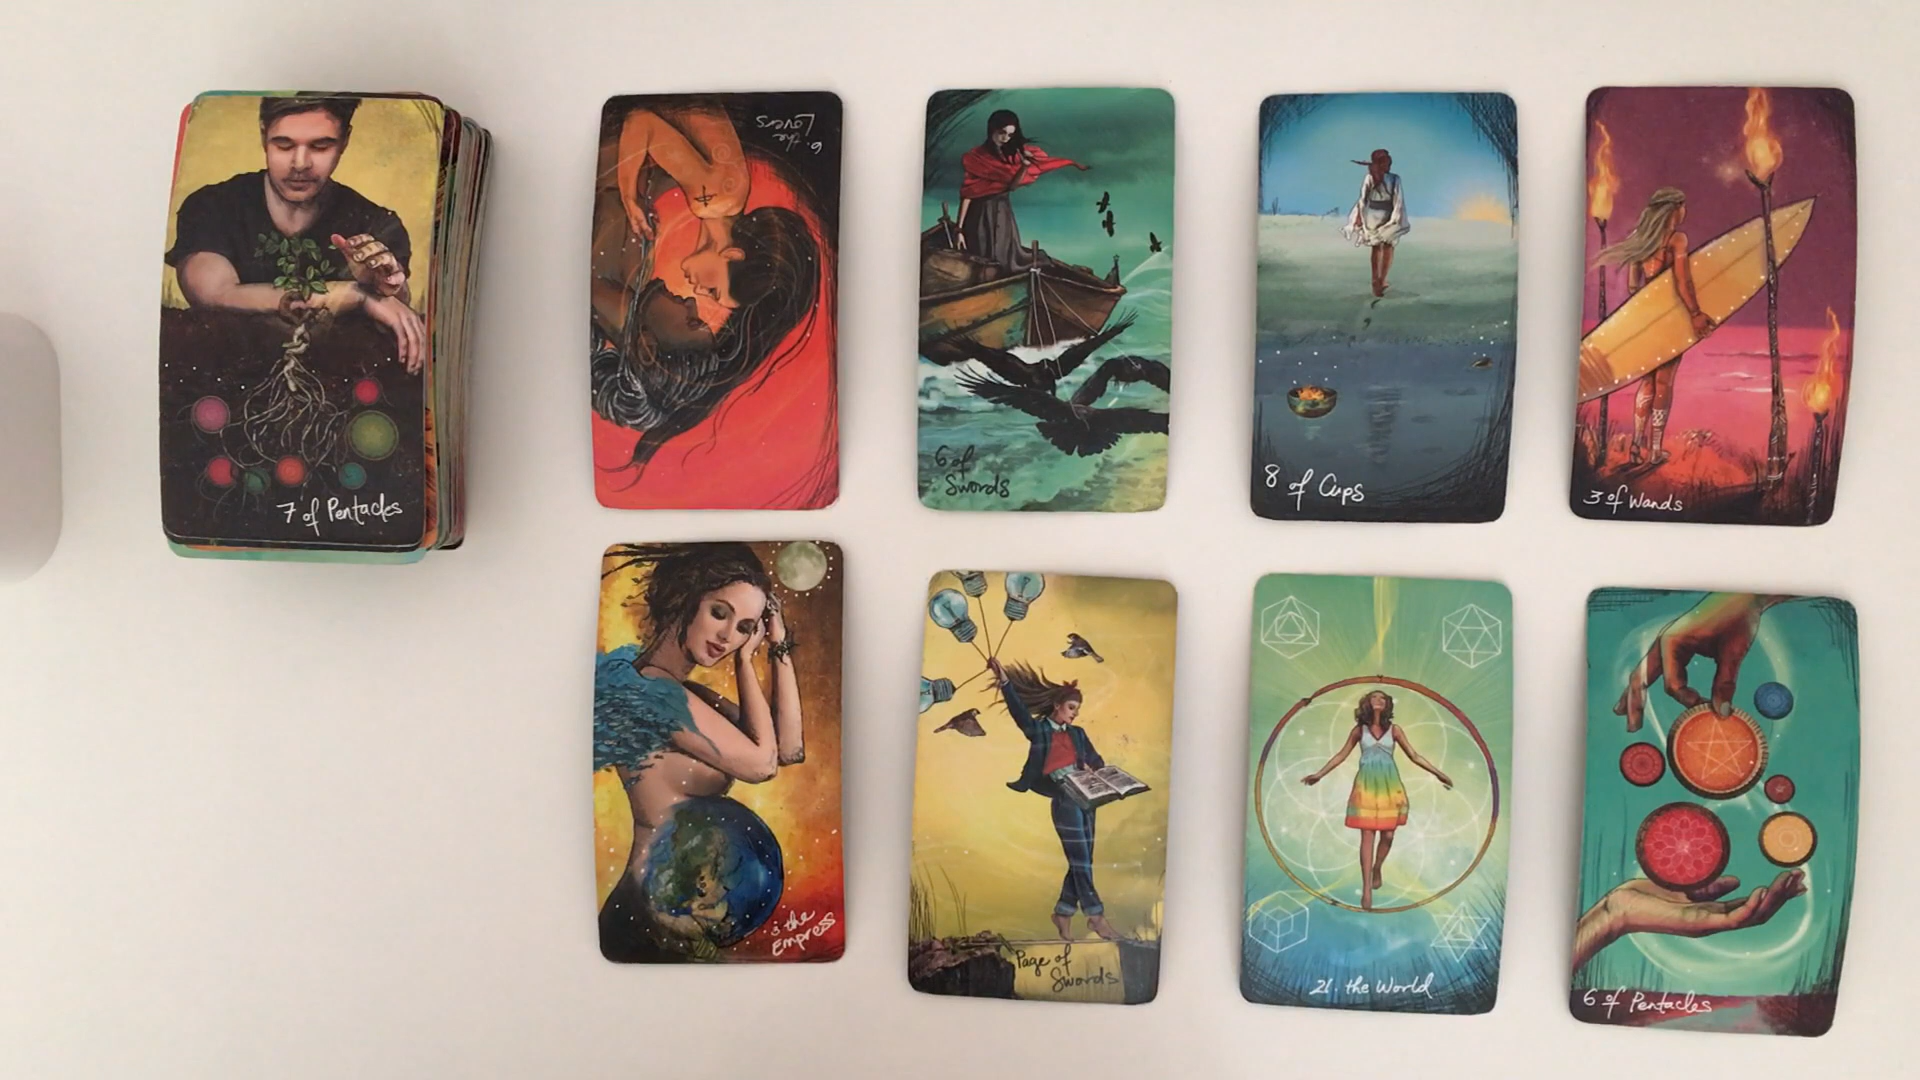 7 of Pentacles
6. the
Lovers
6 of
Swords
8 of Cups
3 of Wands
3 the
Empress
Page of
Swords
21. the World
6 of Pentacles